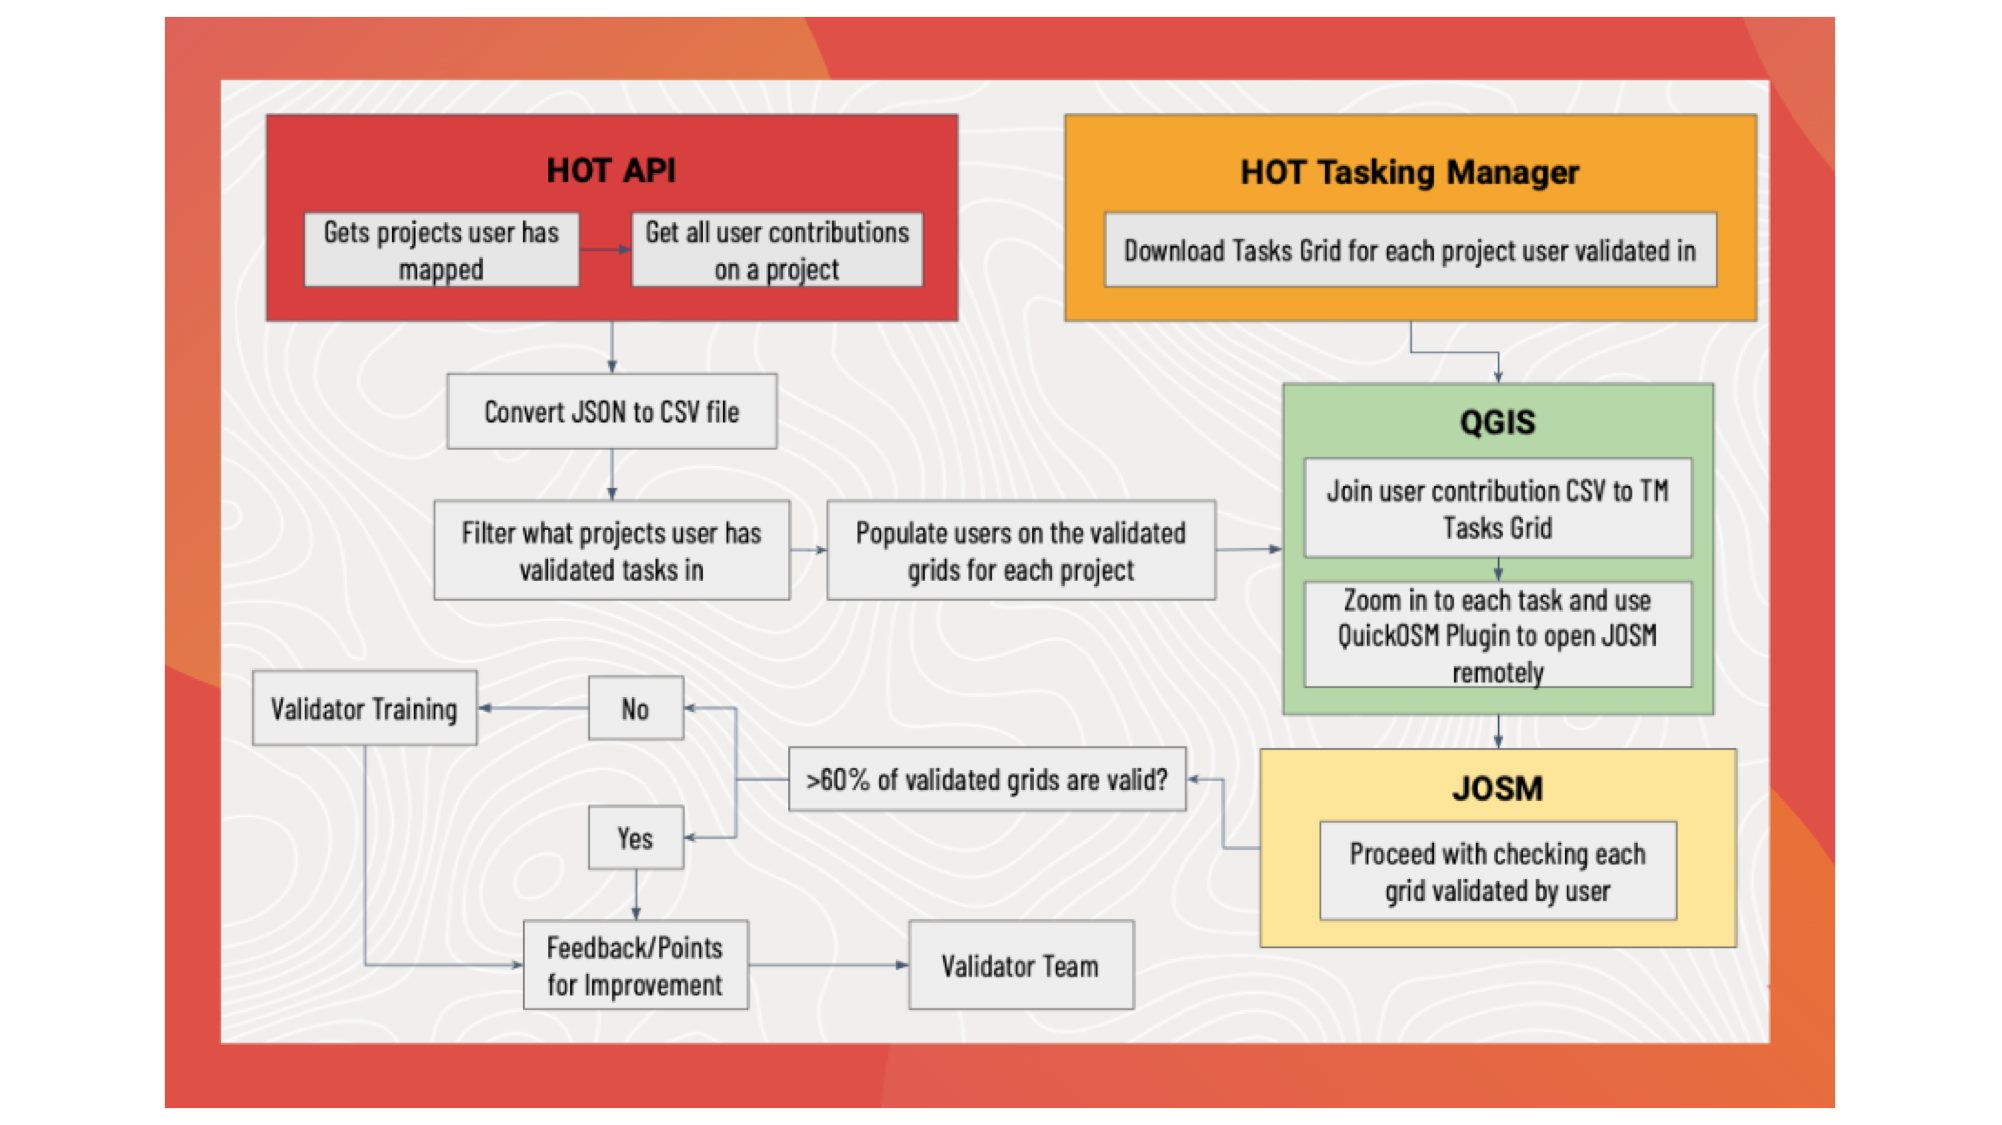 HOT API
Gets projects user has
mapped
Get all user contributions
on a project
HOT Tasking Manager
Download Tasks Grid for each project user validated in
Convert JSON to CSV file
Filter what projects user has
validated tasks in
Populate users on the validated
grids for each project
QGIS
Join user contribution CSV to TM
Tasks Grid
Zoom in to each task and use
QuickOSM Plugin to open JOSM
remotely
JOSM
Proceed with checking each
grid validated by user
>60% of validated grids are valid?
No
Validator Training
Yes
Feedback/Points
for Improvement
Validator Team